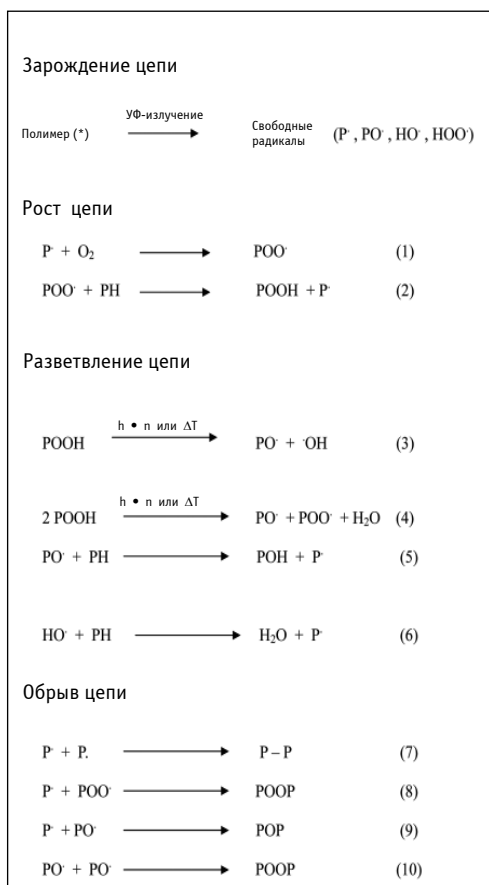 Зарождение цепи
УФ-излучение
Полимер (*) ⟶ Свободные радикалы (P˙, PO˙, HO˙, HOO˙)
Рост цепи
P˙ + O₂ ⟶ POO˙ (1)
POO˙ + PH ⟶ POOH + P˙ (2)
Разветвление цепи
h • n или ΔT
POOH ⟶ PO˙ + ˙OH (3)
h • n или ΔT
2 POOH ⟶ PO˙ + POO˙ + H₂O (4)
PO˙ + PH ⟶ POH + P˙ (5)
HO˙ + PH ⟶ H₂O + P˙ (6)
Обрыв цепи
P˙ + P. ⟶ P – P (7)
P˙ + POO˙ ⟶ POOP (8)
P˙ + PO˙ ⟶ POP (9)
PO˙ + PO˙ ⟶ POOP (10)